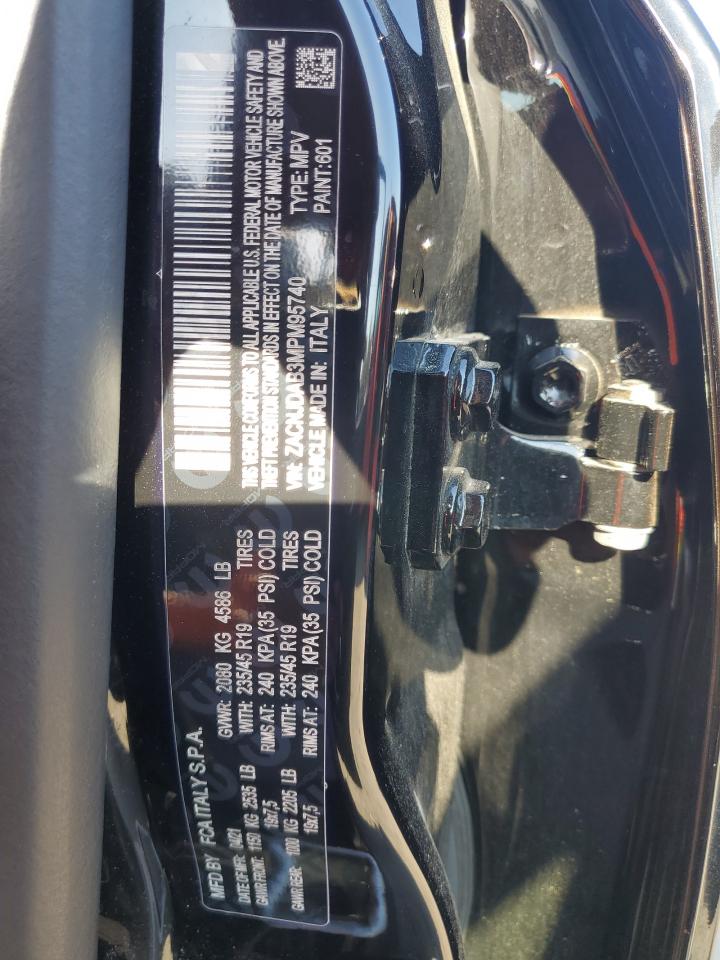 MFD BY FCA ITALY S.P.A.
DATE OF MFR: 04/21 GVWR: 2080 KG 4586 LB
GAWR FRONT: 1150 KG 2535 LB WITH: 235/45 R19 TIRES
19x7,5 RIMS AT: 240 KPA (35 PSI) COLD
GAWR REAR: 1000 KG 2205 LB WITH: 235/45 R19 TIRES
19x7,5 RIMS AT: 240 KPA (35 PSI) COLD
THIS VEHICLE CONFORMS TO ALL APPLICABLE U.S. FEDERAL MOTOR VEHICLE SAFETY AND
THEFT PREVENTION STANDARDS IN EFFECT ON THE DATE OF MANUFACTURE SHOWN ABOVE.
VIN: ZACNJDAB3MPM95740 TYPE: MPV
VEHICLE MADE IN: ITALY PAINT:601